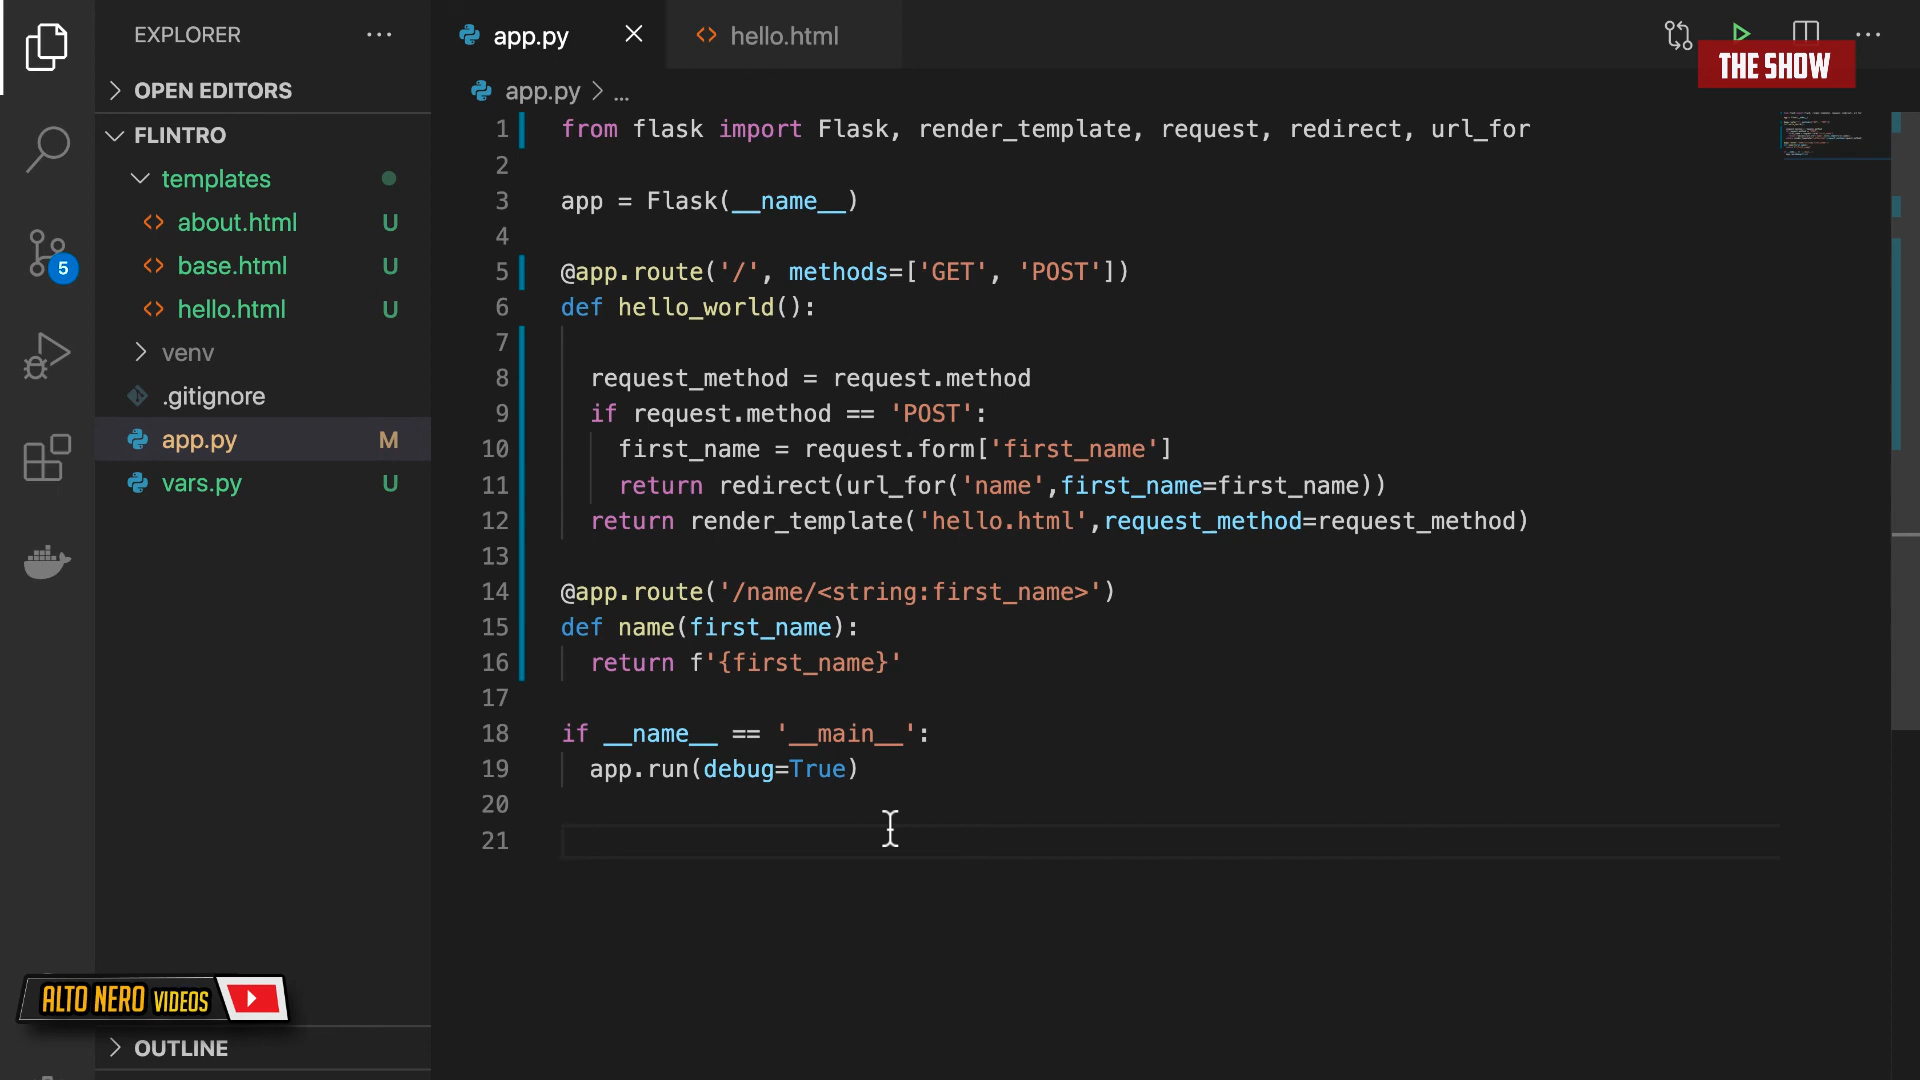 EXPLORER
OPEN EDITORS
FLINTRO
templates
about.html U
base.html U
hello.html U
venv
.gitignore
app.py M
vars.py U
5
OUTLINE
app.py
hello.html
THE SHOW
app.py > ...
1 from flask import Flask, render_template, request, redirect, url_for
2
3 app = Flask(__name__)
4
5 @app.route('/', methods=['GET', 'POST'])
6 def hello_world():
7
8 request_method = request.method
9 if request.method == 'POST':
10 first_name = request.form['first_name']
11 return redirect(url_for('name',first_name=first_name))
12 return render_template('hello.html',request_method=request_method)
13
14 @app.route('/name/<string:first_name>')
15 def name(first_name):
16 return f'{first_name}'
17
18 if __name__ == '__main__':
19 app.run(debug=True)
20
21
ALTO NERO VIDEOS